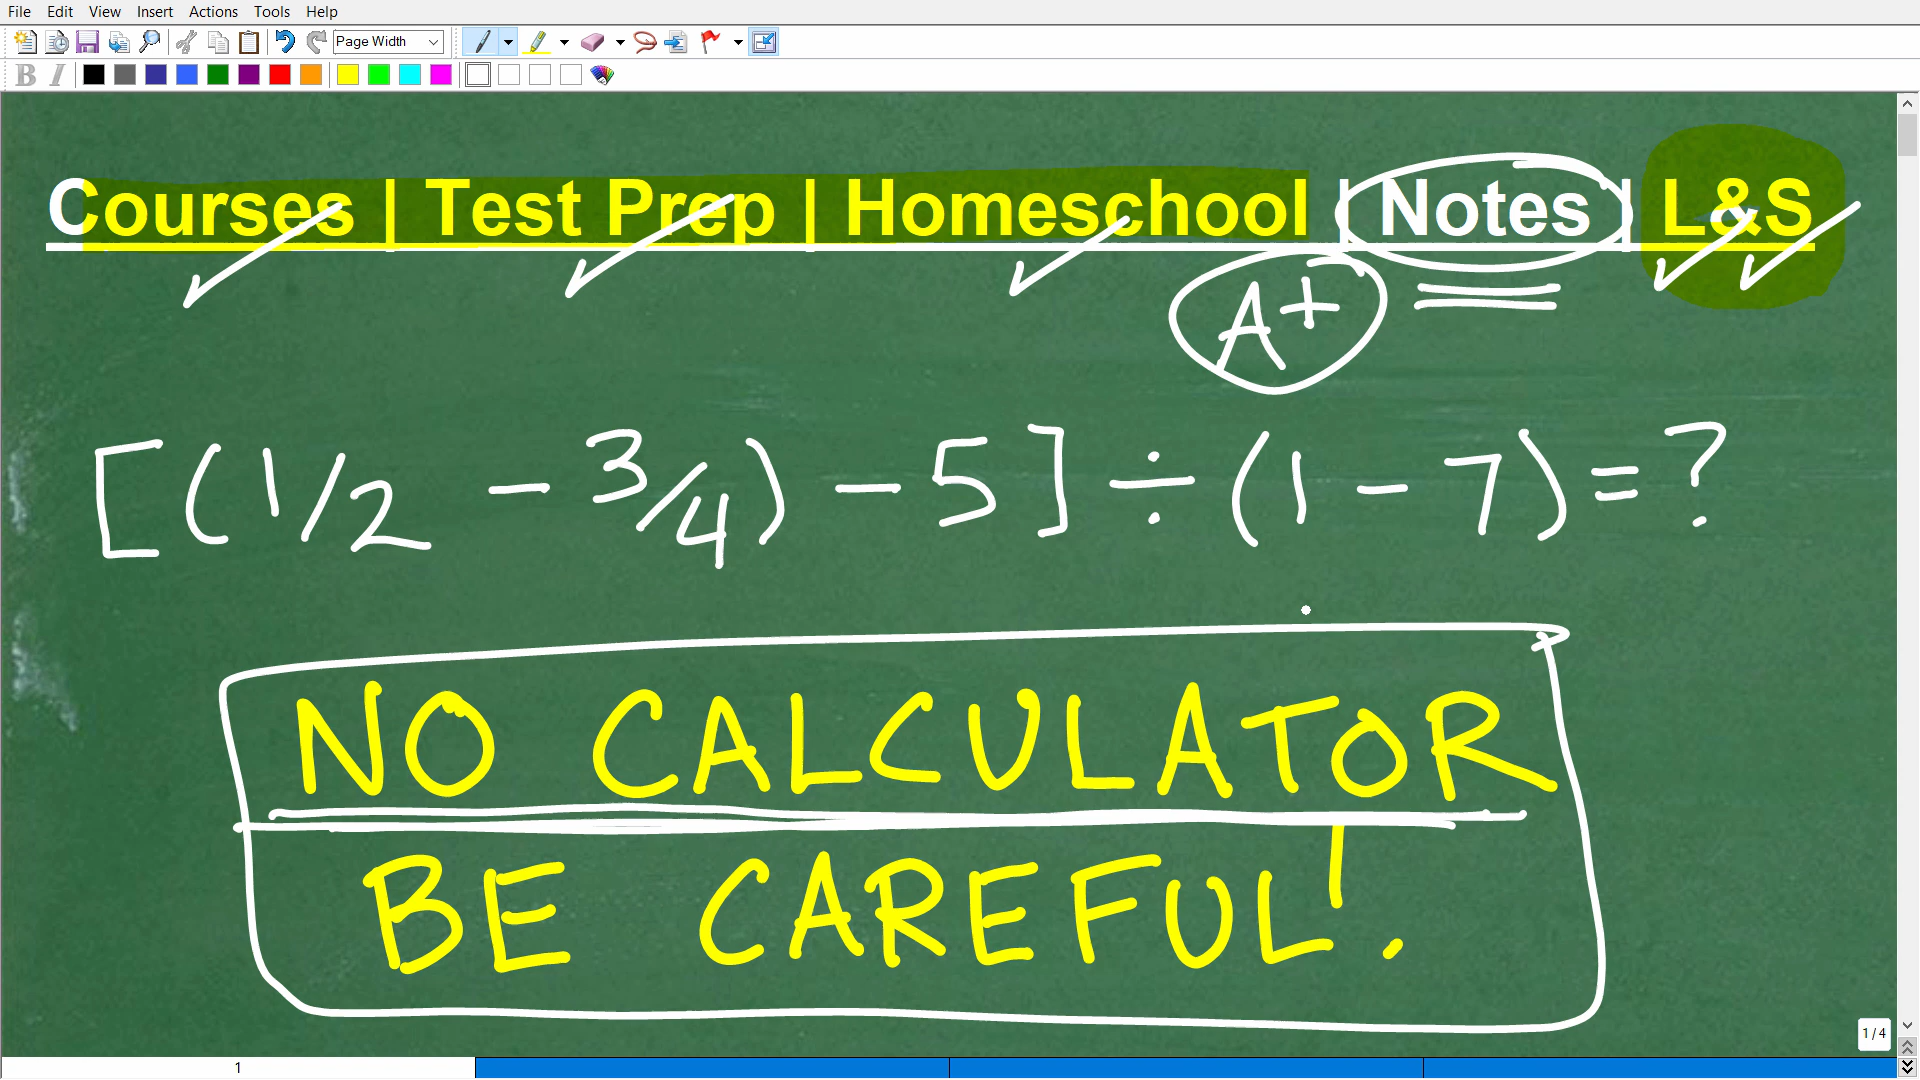 File Edit View Insert Actions Tools Help
Page Width
B I
Courses | Test Prep | Homeschool | Notes | L&S
A+
[(1/2 - 3/4) - 5] ÷ (1 - 7) = ?
NO CALCULATOR
BE CAREFUL!
1 / 4
1